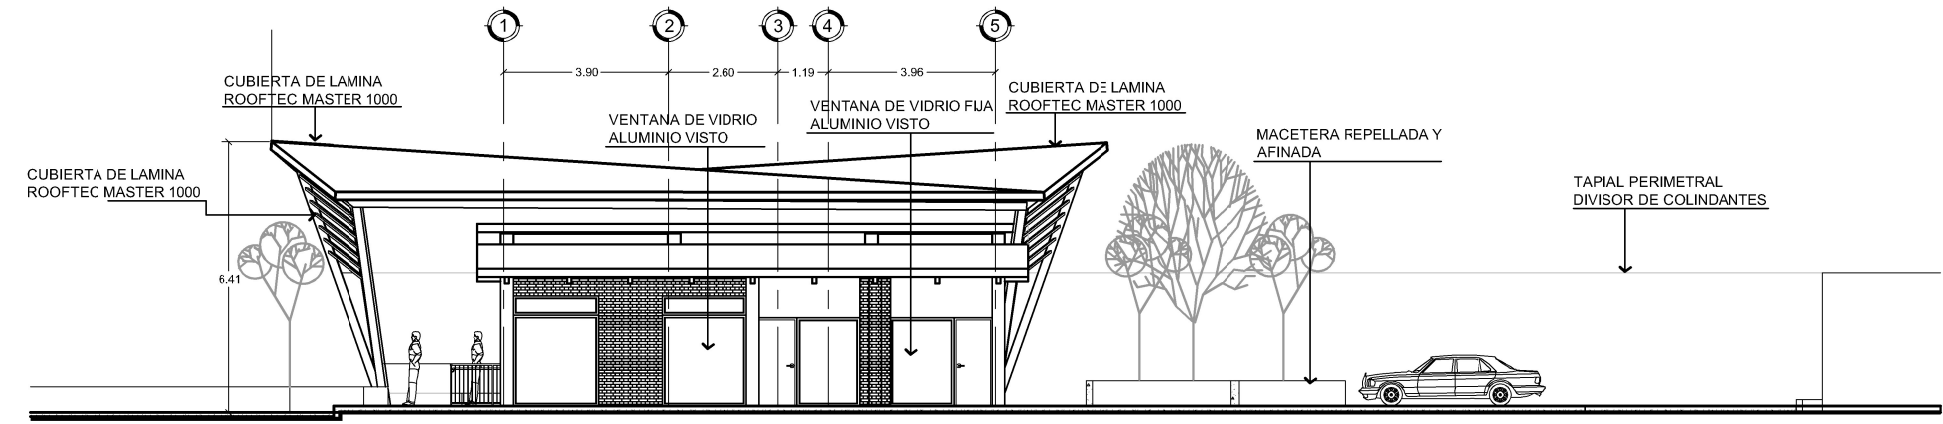 1
2
3
4
5
3.90
2.60
1.19
3.96
CUBIERTA DE LAMINA
ROOFTEC MASTER 1000
VENTANA DE VIDRIO
ALUMINIO VISTO
VENTANA DE VIDRIO FIJA
ALUMINIO VISTO
CUBIERTA DE LAMINA
ROOFTEC MASTER 1000
MACETERA REPELLADA Y
AFINADA
CUBIERTA DE LAMINA
ROOFTEC MASTER 1000
TAPIAL PERIMETRAL
DIVISOR DE COLINDANTES
6.41